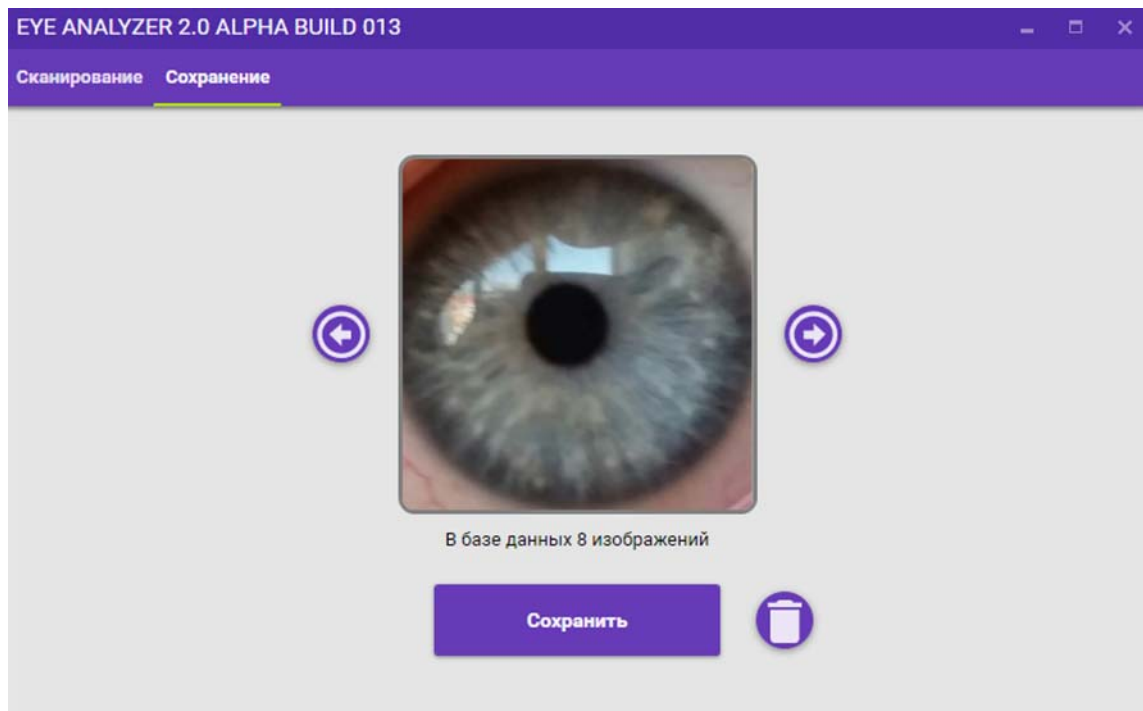 EYE ANALYZER 2.0 ALPHA BUILD 013
Сканирование Сохранение
В базе данных 8 изображений
Сохранить